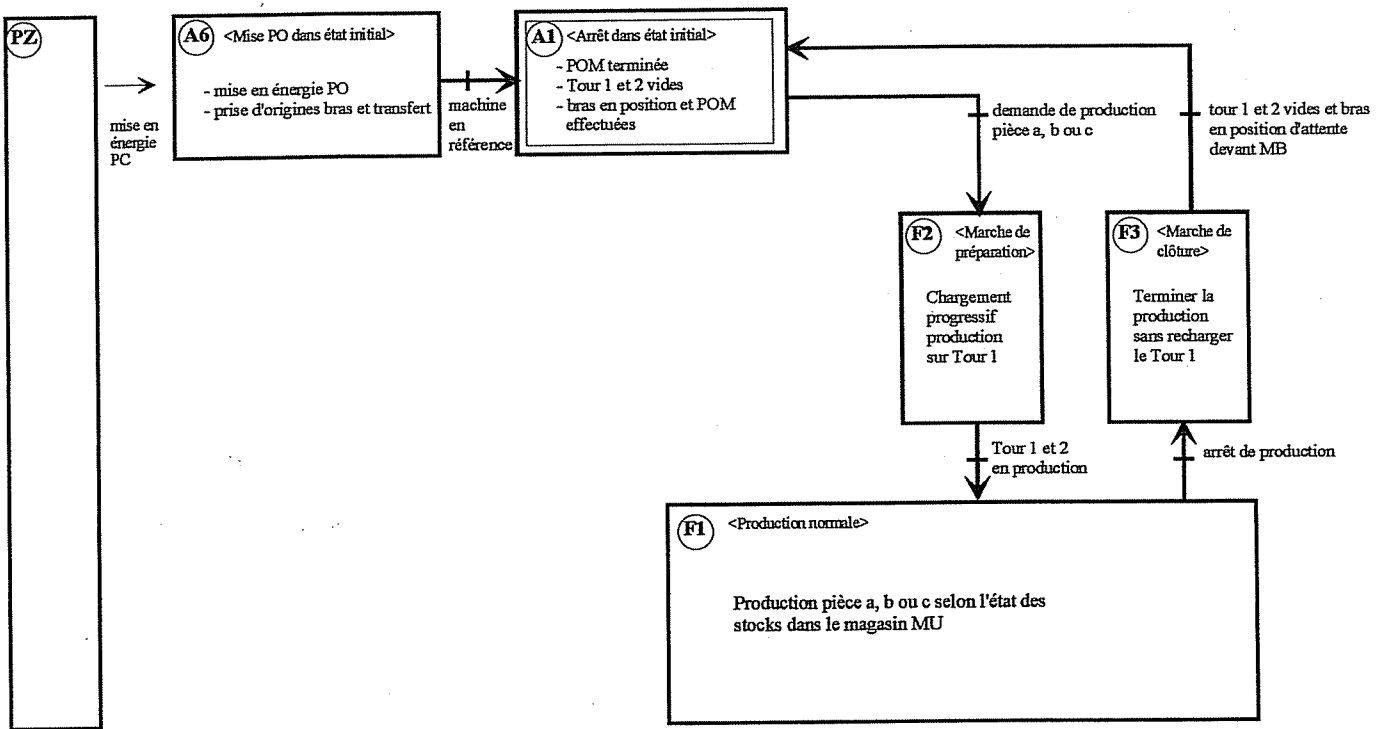 PZ
mise en
énergie
PC
A6 <Mise PO dans état initial>
- mise en énergie PO
- prise d'origines bras et transfert
machine
en
référence
A1 <Arrêt dans état initial>
- POM terminée
- Tour 1 et 2 vides
- bras en position et POM
effectuées
demande de production
pièce a, b ou c
tour 1 et 2 vides et bras
en position d'attente
devant MB
F2 <Marche de
préparation>
Chargement
progressif
production
sur Tour 1
F3 <Marche de
clôture>
Terminer la
production
sans recharger
le Tour 1
Tour 1 et 2
en production
arrêt de production
F1 <Production normale>
Production pièce a, b ou c selon l'état des
stocks dans le magasin MU